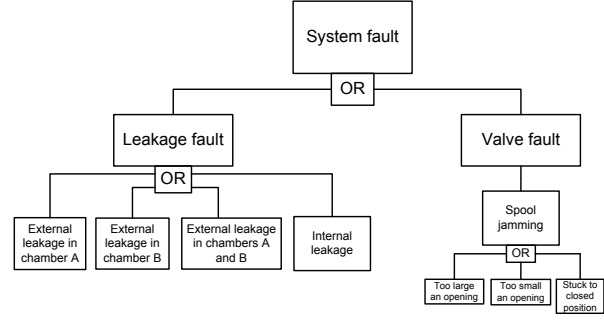 System fault
OR
Leakage fault
Valve fault
OR
External
leakage in
chamber A
External
leakage in
chamber B
External leakage
in chambers A
and B
Internal
leakage
Spool
jamming
OR
Too large
an opening
Too small
an opening
Stuck to
closed
position